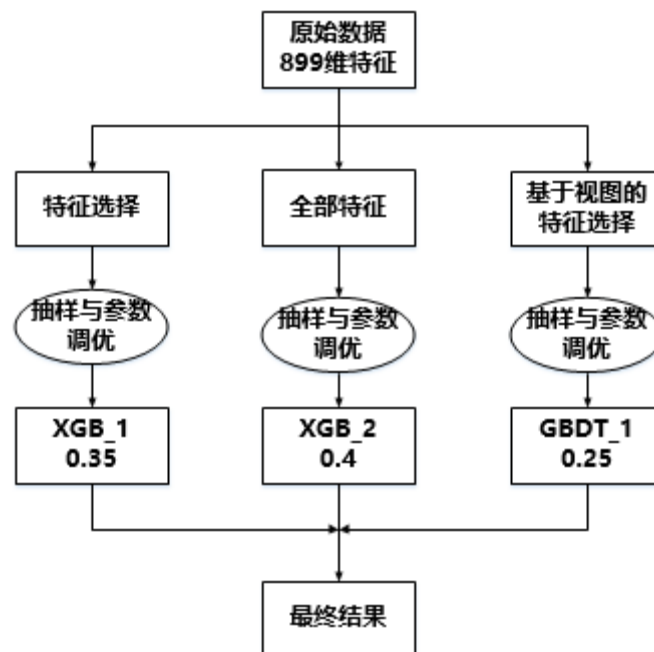 原始数据
899维特征
特征选择
全部特征
基于视图的
特征选择
抽样与参数
调优
抽样与参数
调优
抽样与参数
调优
XGB_1
0.35
XGB_2
0.4
GBDT_1
0.25
最终结果